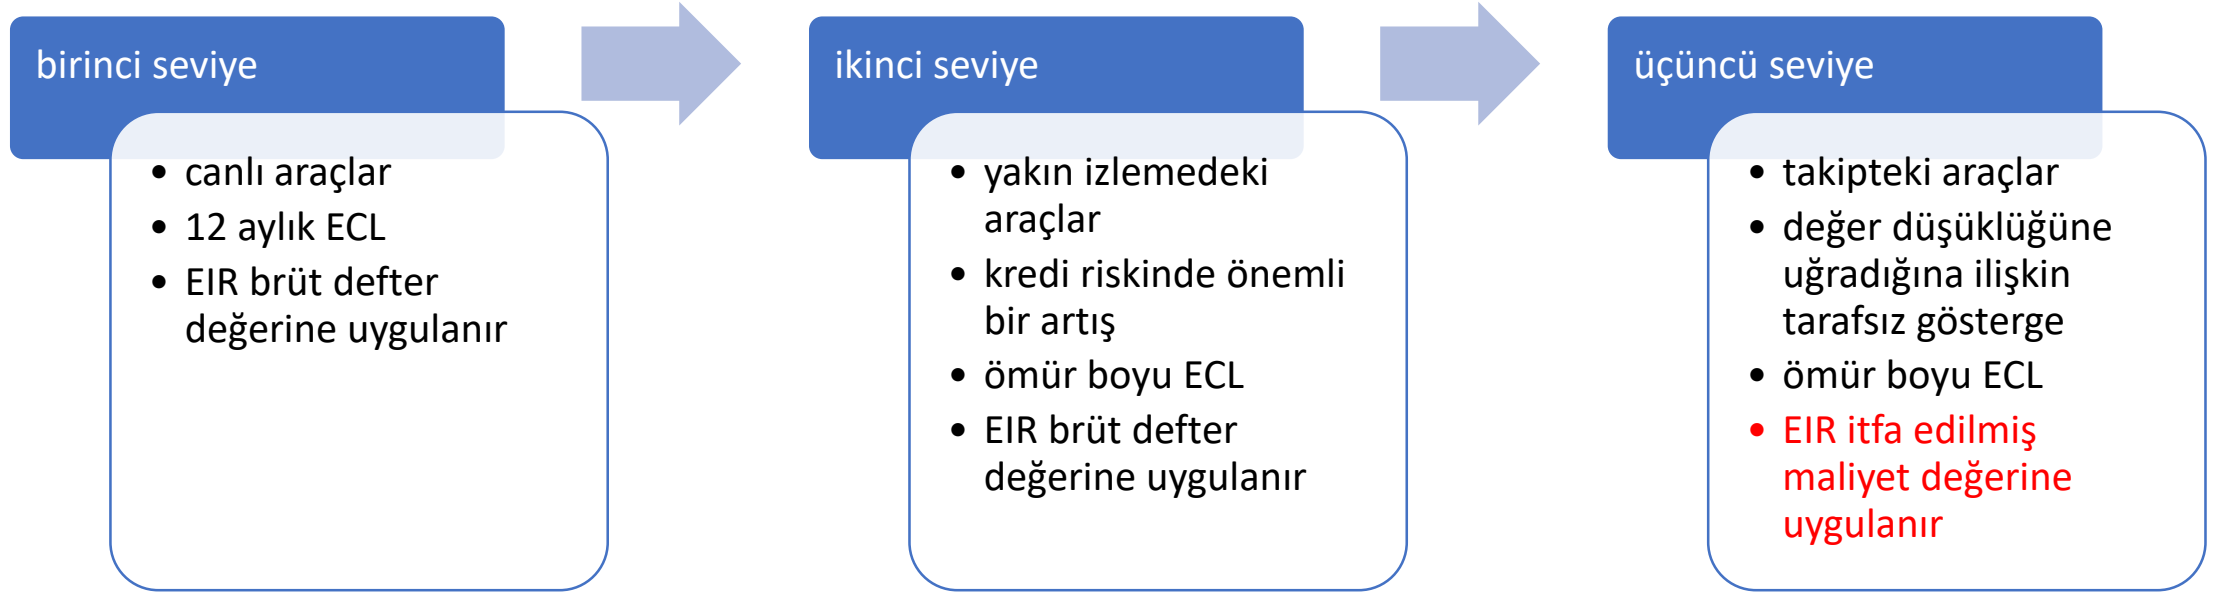 birinci seviye
• canlı araçlar
• 12 aylık ECL
• EIR brüt defter
değerine uygulanır
ikinci seviye
• yakın izlemedeki
araçlar
• kredi riskinde önemli
bir artış
• ömür boyu ECL
• EIR brüt defter
değerine uygulanır
üçüncü seviye
• takipteki araçlar
• değer düşüklüğüne
uğradığına ilişkin
tarafsız gösterge
• ömür boyu ECL
• EIR itfa edilmiş
maliyet değerine
uygulanır